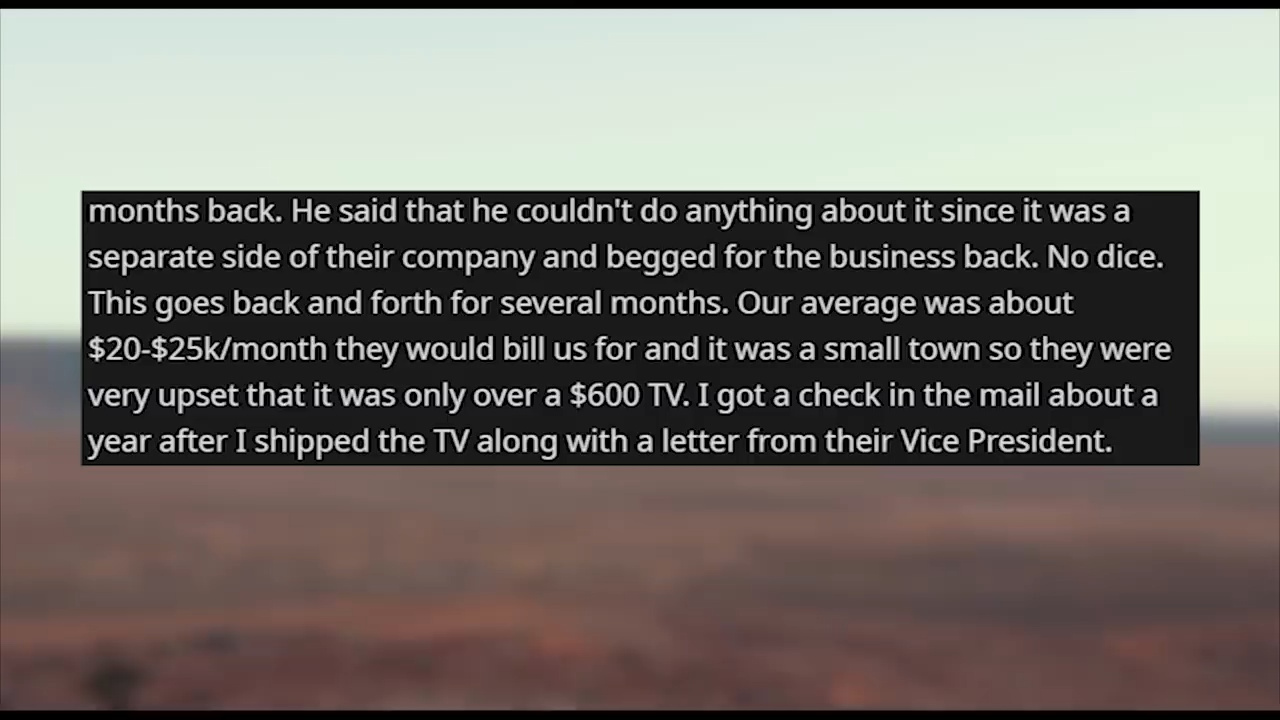 months back. He said that he couldn't do anything about it since it was a
separate side of their company and begged for the business back. No dice.
This goes back and forth for several months. Our average was about
$20-$25k/month they would bill us for and it was a small town so they were
very upset that it was only over a $600 TV. I got a check in the mail about a
year after I shipped the TV along with a letter from their Vice President.